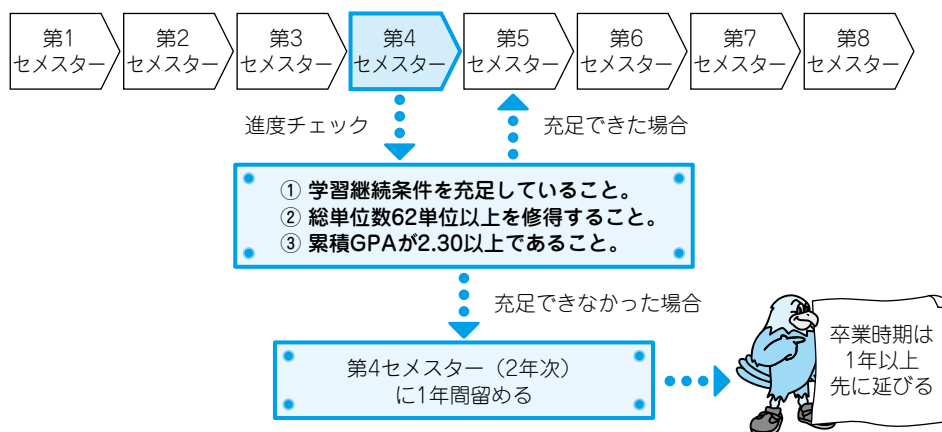 第1
セメスター
第2
セメスター
第3
セメスター
第4
セメスター
第5
セメスター
第6
セメスター
第7
セメスター
第8
セメスター
進度チェック
充足できた場合
① 学習継続条件を充足していること。
② 総単位数62単位以上を修得すること。
③ 累積GPAが2.30以上であること。
充足できなかった場合
第4セメスター（2年次）
に1年間留める
卒業時期は
1年以上
先に延びる